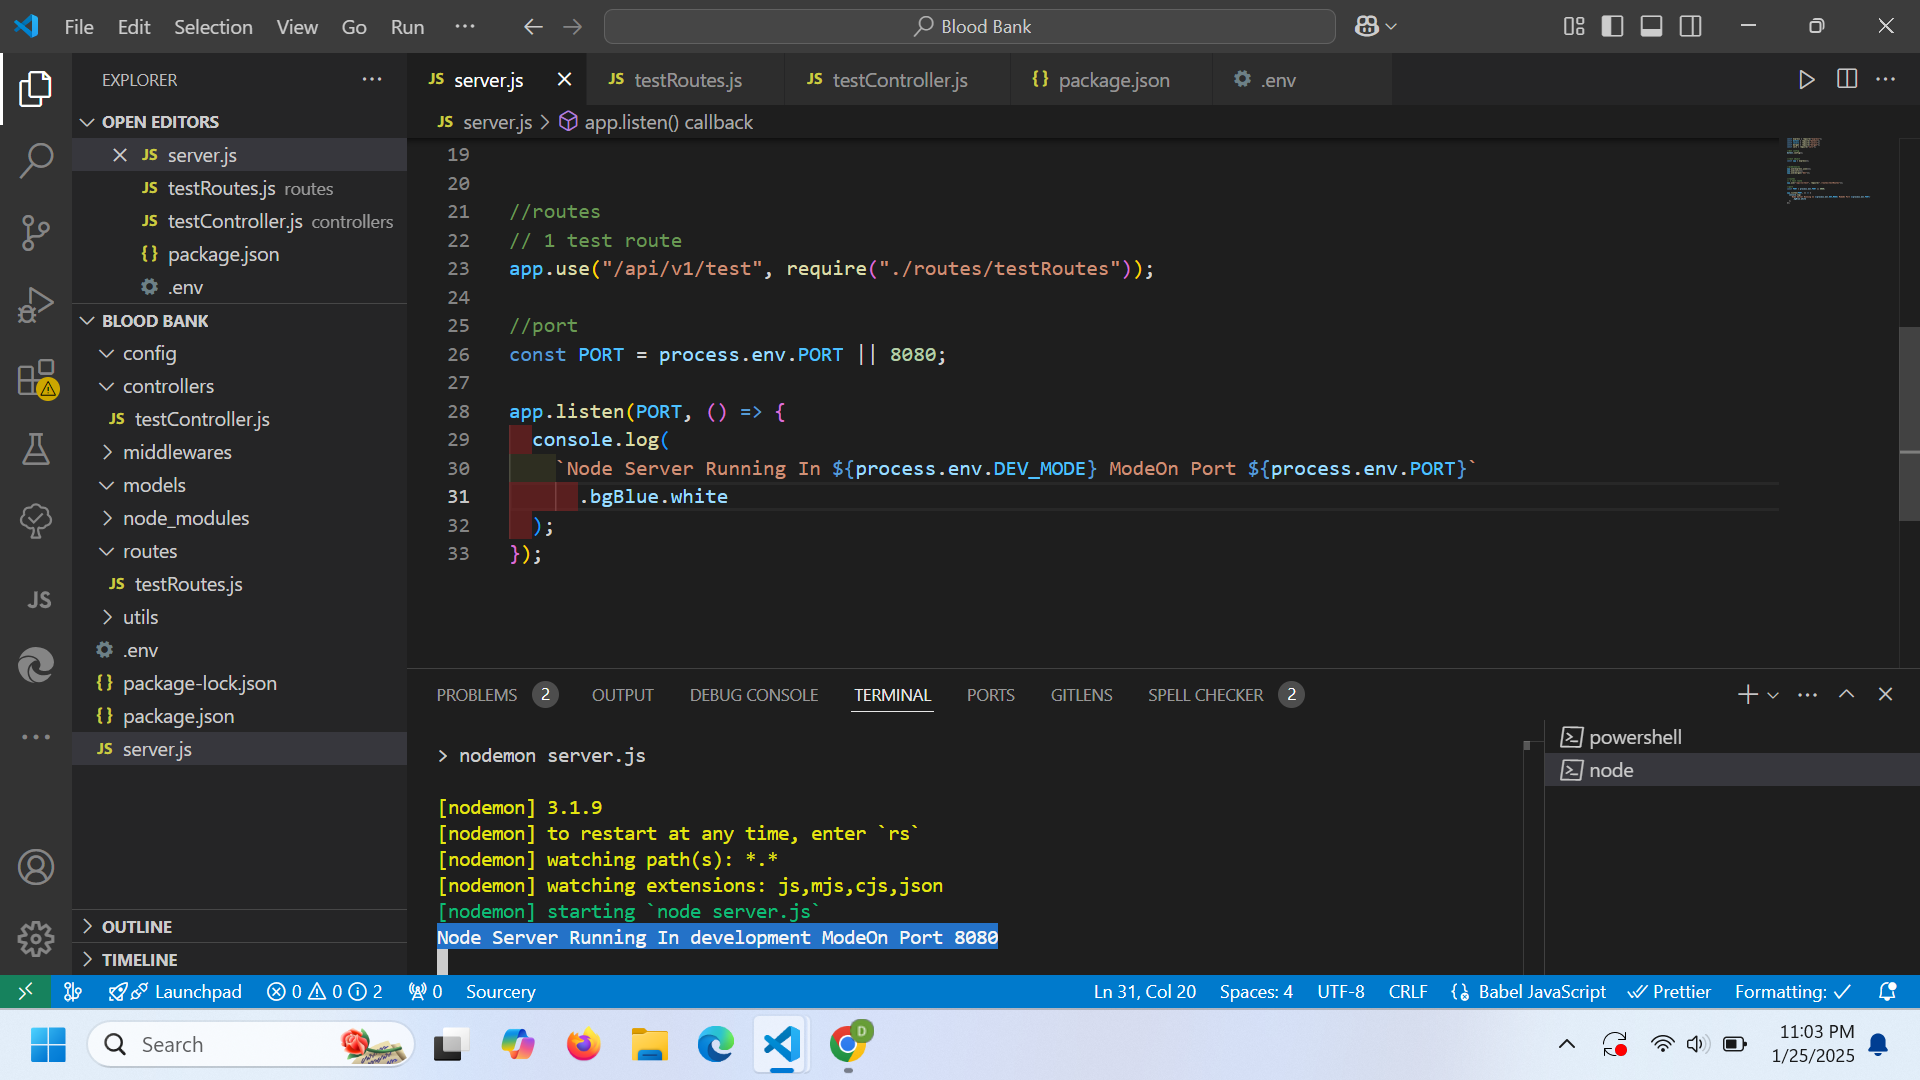 File Edit Selection View Go Run ··· Blood Bank
EXPLORER ···
OPEN EDITORS
JS server.js
JS testRoutes.js routes
JS testController.js controllers
{} package.json
.env
BLOOD BANK
config
controllers
JS testController.js
middlewares
models
node_modules
routes
JS testRoutes.js
utils
.env
{} package-lock.json
{} package.json
JS server.js
OUTLINE
TIMELINE
JS
JS server.js JS testRoutes.js JS testController.js {} package.json .env
JS server.js > app.listen() callback
19
20
21 //routes
22 // 1 test route
23 app.use("/api/v1/test", require("./routes/testRoutes"));
24
25 //port
26 const PORT = process.env.PORT || 8080;
27
28 app.listen(PORT, () => {
29 console.log(
30 `Node Server Running In ${process.env.DEV_MODE} ModeOn Port ${process.env.PORT}`
31 .bgBlue.white
32 );
33 });
PROBLEMS 2 OUTPUT DEBUG CONSOLE TERMINAL PORTS GITLENS SPELL CHECKER 2
> nodemon server.js
[nodemon] 3.1.9
[nodemon] to restart at any time, enter `rs`
[nodemon] watching path(s): *.*
[nodemon] watching extensions: js,mjs,cjs,json
[nodemon] starting `node server.js`
Node Server Running In development ModeOn Port 8080
powershell
node
Launchpad 0 0 2 0 Sourcery Ln 31, Col 20 Spaces: 4 UTF-8 CRLF Babel JavaScript Prettier Formatting: ✓
Search
D
11:03 PM
1/25/2025